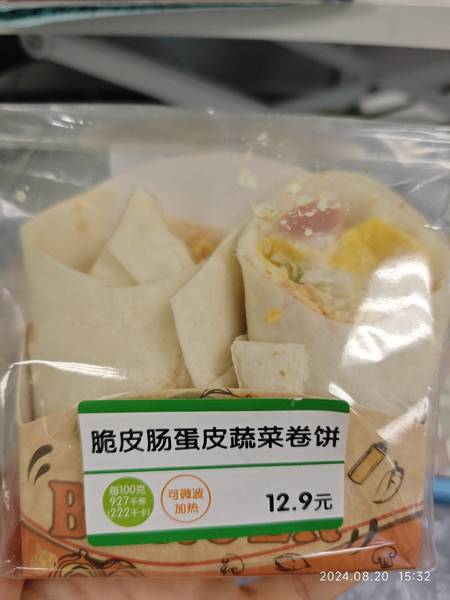 脆皮肠蛋皮蔬菜卷饼
每100克
927千焦
(222千卡)
可微波
加热
12.9元
2024.08.20 15:32